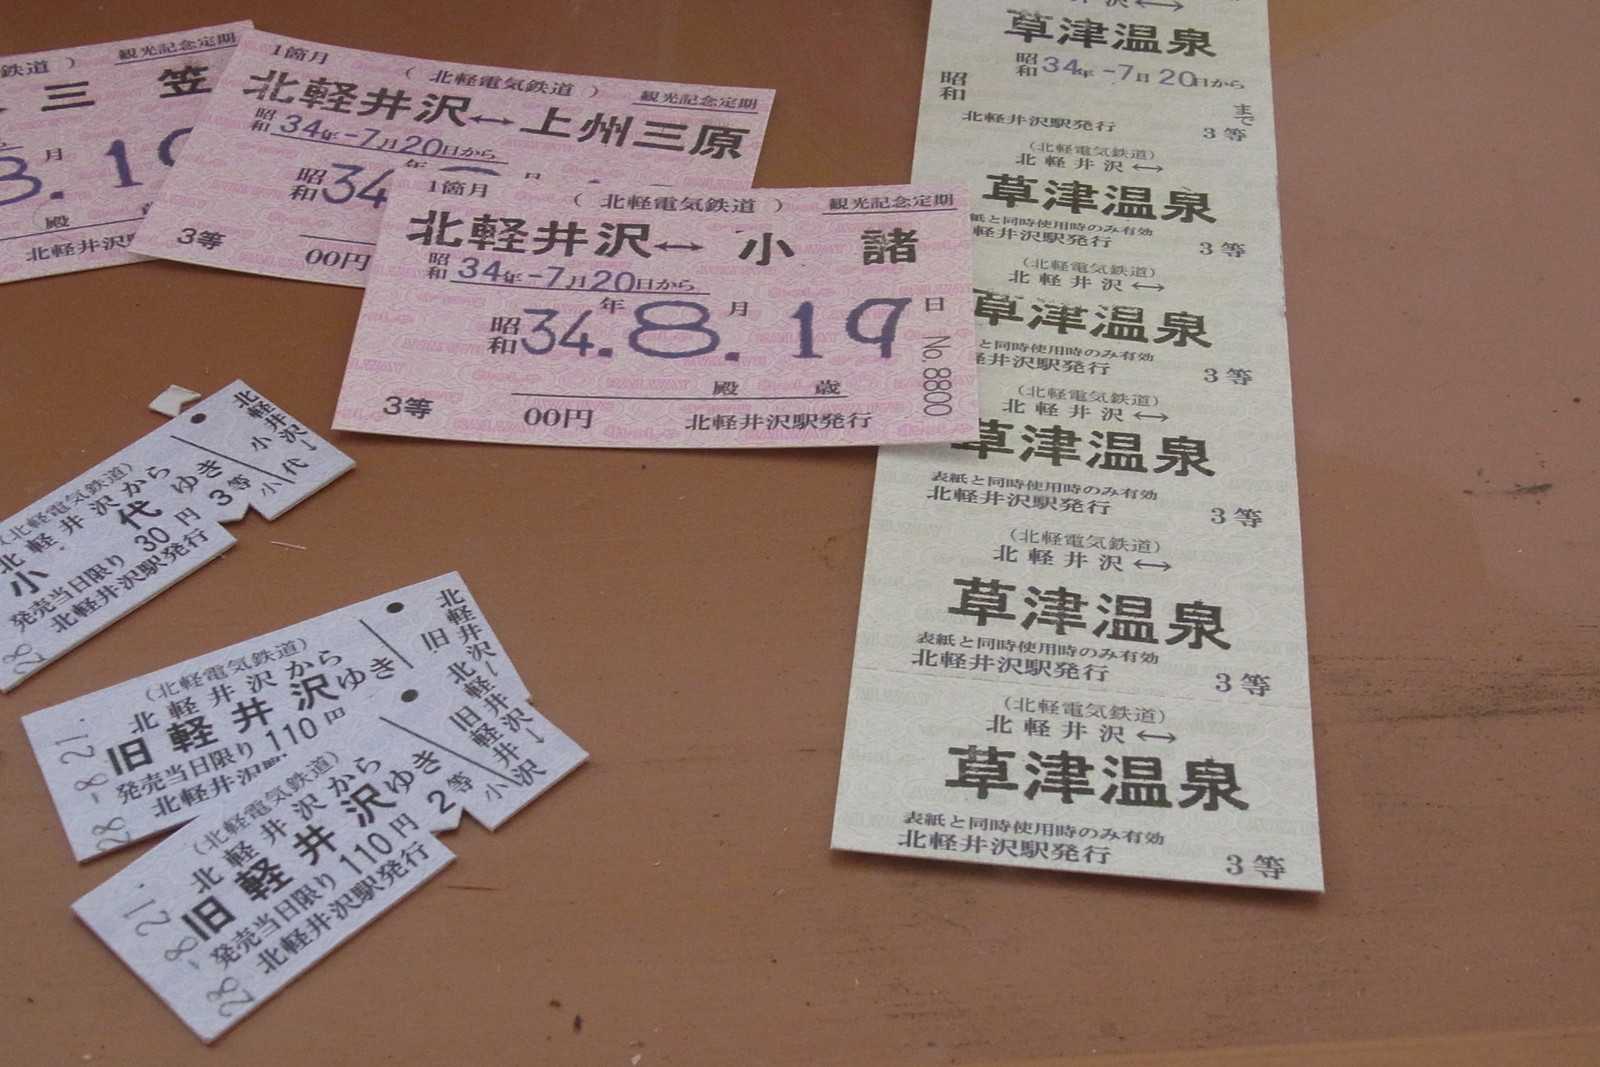 鉄道）
観光記念定期
三 笠
月
8. 19
殿
歳
北軽井沢駅
1箇月
（北軽電気鉄道）
観光記念定期
北軽井沢↔上州三原
昭和34年-7月20日から
昭和34
年
月
3等
00円
1箇月
（北軽電気鉄道）
観光記念定期
北軽井沢↔小 諸
昭和34年-7月20日から
昭和34.年8.月19日
No.8800
殿 歳
3等
00円
北軽井沢駅発行
草津温泉
昭和34年-7月20日から
昭和
まで
北軽井沢駅発行
3等
（北軽電気鉄道）
北軽井沢↔
草津温泉
紙と同時使用時のみ有効
軽井沢駅発行
3等
（北軽電気鉄道）
北軽井沢↔
草津温泉
と同時使用時のみ有効
軽井沢駅発行
3等
（北軽電気鉄道）
北軽井沢↔
草津温泉
表紙と同時使用時のみ有効
北軽井沢駅発行
3等
（北軽電気鉄道）
北軽井沢↔
草津温泉
表紙と同時使用時のみ有効
北軽井沢駅発行
3等
（北軽電気鉄道）
北軽井沢↔
草津温泉
表紙と同時使用時のみ有効
北軽井沢駅発行
3等
（北軽電気鉄道）
北軽井沢から
小代ゆき
発売当日限り30円3等
北軽井沢駅発行
28
北軽井沢→
小代
小
（北軽電気鉄道）
北軽井沢から
旧軽井沢ゆき
発売当日限り110円
北軽井沢
28-8.21.
北軽井沢→
旧
（北軽電気鉄道）
北軽井沢から
旧軽井沢ゆき
発売当日限り110円2等
北軽井沢駅発行
28-8.21.
北軽井沢→
旧軽井沢
小